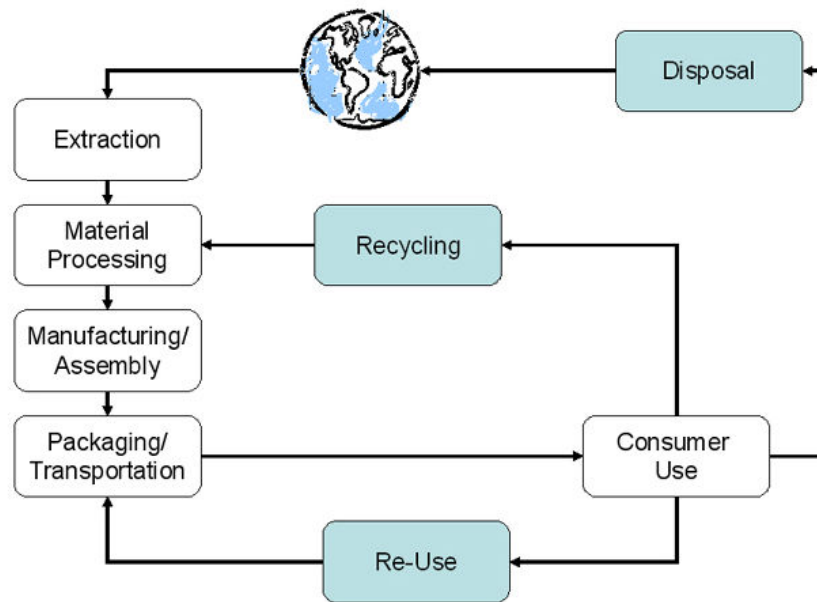 Disposal
Extraction
Material
Processing
Recycling
Manufacturing/
Assembly
Packaging/
Transportation
Consumer
Use
Re-Use